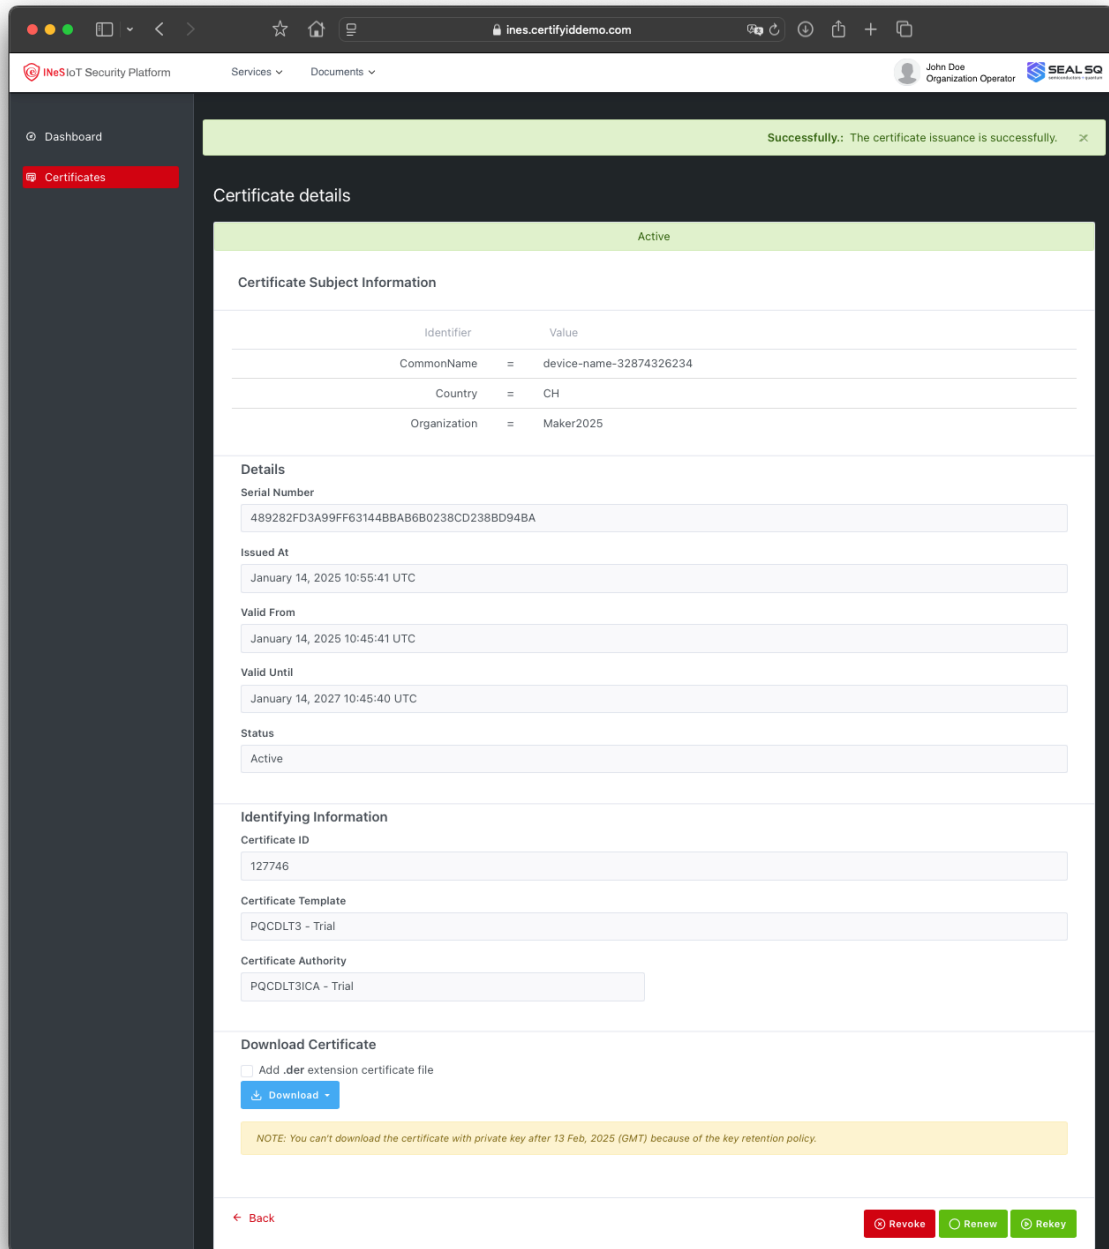 ines.certifyiddemo.com
INeS IoT Security Platform
Services
Documents
John Doe
Organization Operator
SEAL SQ
semiconductors + quantum
Dashboard
Certificates
Successfully.: The certificate issuance is successfully.
Certificate details
Active
Certificate Subject Information
Identifier Value
CommonName = device-name-32874326234
Country = CH
Organization = Maker2025
Details
Serial Number
489282FD3A99FF63144BBAB6B0238CD238BD94BA
Issued At
January 14, 2025 10:55:41 UTC
Valid From
January 14, 2025 10:45:41 UTC
Valid Until
January 14, 2027 10:45:40 UTC
Status
Active
Identifying Information
Certificate ID
127746
Certificate Template
PQCDLT3 - Trial
Certificate Authority
PQCDLT3ICA - Trial
Download Certificate
Add .der extension certificate file
Download
NOTE: You can't download the certificate with private key after 13 Feb, 2025 (GMT) because of the key retention policy.
Back
Revoke
Renew
Rekey